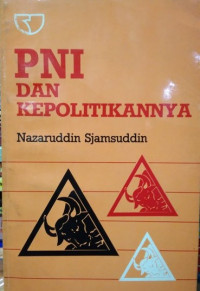 PNI
DAN
KEPOLITIKANNYA
Nazaruddin Sjamsuddin